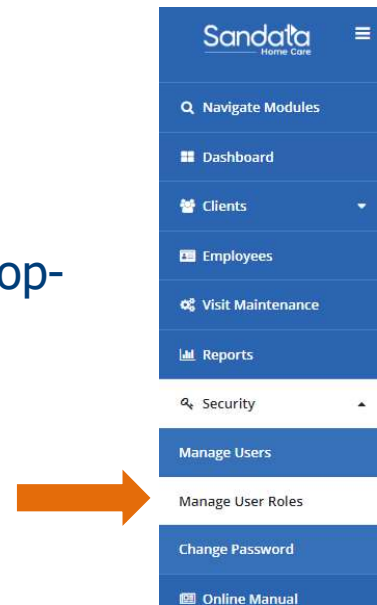 Sandata
Home Care
Navigate Modules
Dashboard
Clients
Employees
op-
Visit Maintenance
Reports
Security
Manage Users
Manage User Roles
Change Password
Online Manual